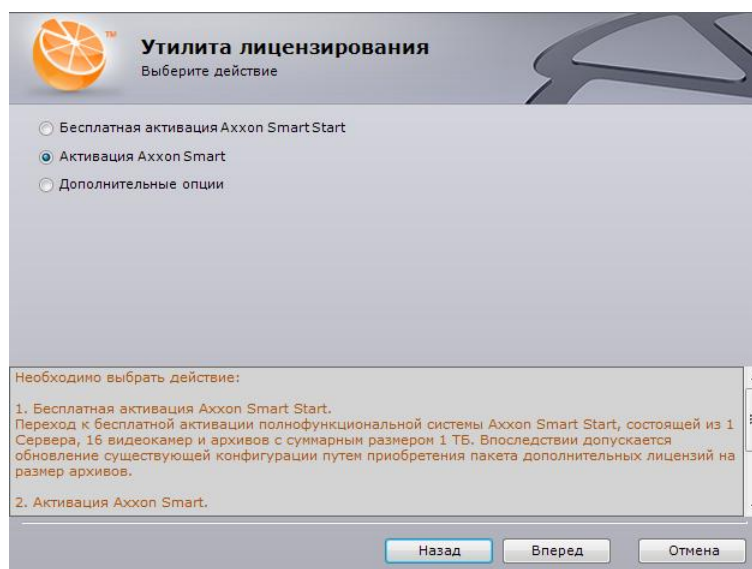 TM
Утилита лицензирования
Выберите действие
Бесплатная активация Axxon Smart Start
Активация Axxon Smart
Дополнительные опции
Необходимо выбрать действие:
1. Бесплатная активация Axxon Smart Start.
Переход к бесплатной активации полнофункциональной системы Axxon Smart Start, состоящей из 1
Сервера, 16 видеокамер и архивов с суммарным размером 1 ТБ. Впоследствии допускается
обновление существующей конфигурации путем приобретения пакета дополнительных лицензий на
размер архивов.
2. Активация Axxon Smart.
Назад
Вперед
Отмена